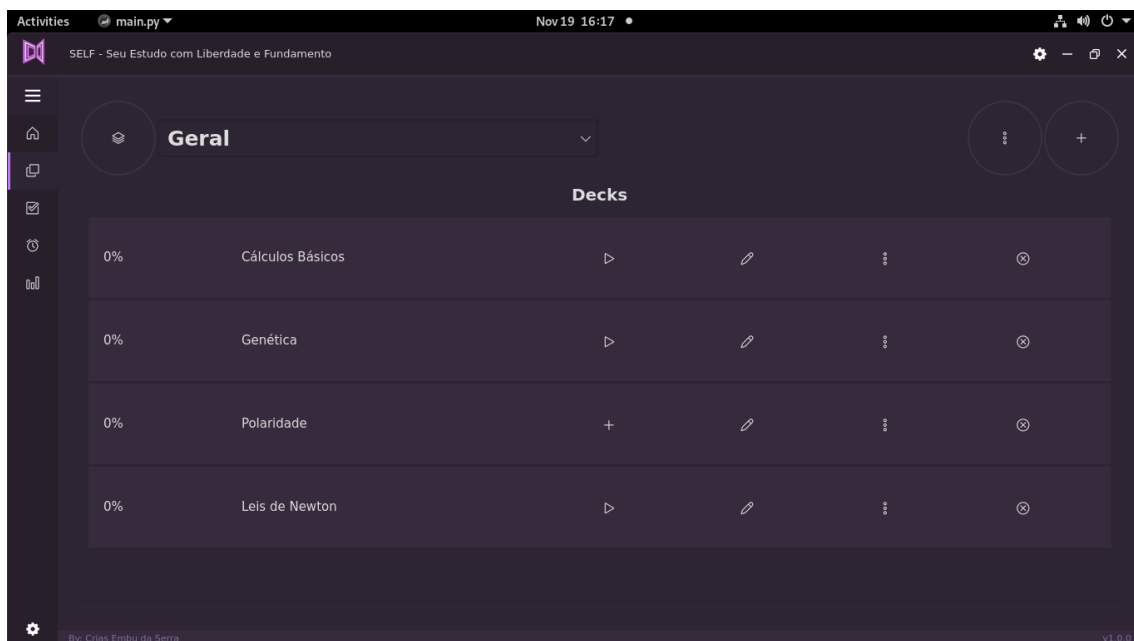 Activities main.py Nov 19 16:17
SELF - Seu Estudo com Liberdade e Fundamento
Geral
Decks
0% Cálculos Básicos
0% Genética
0% Polaridade
0% Leis de Newton
By: Crias Embu da Serra v1.0.0